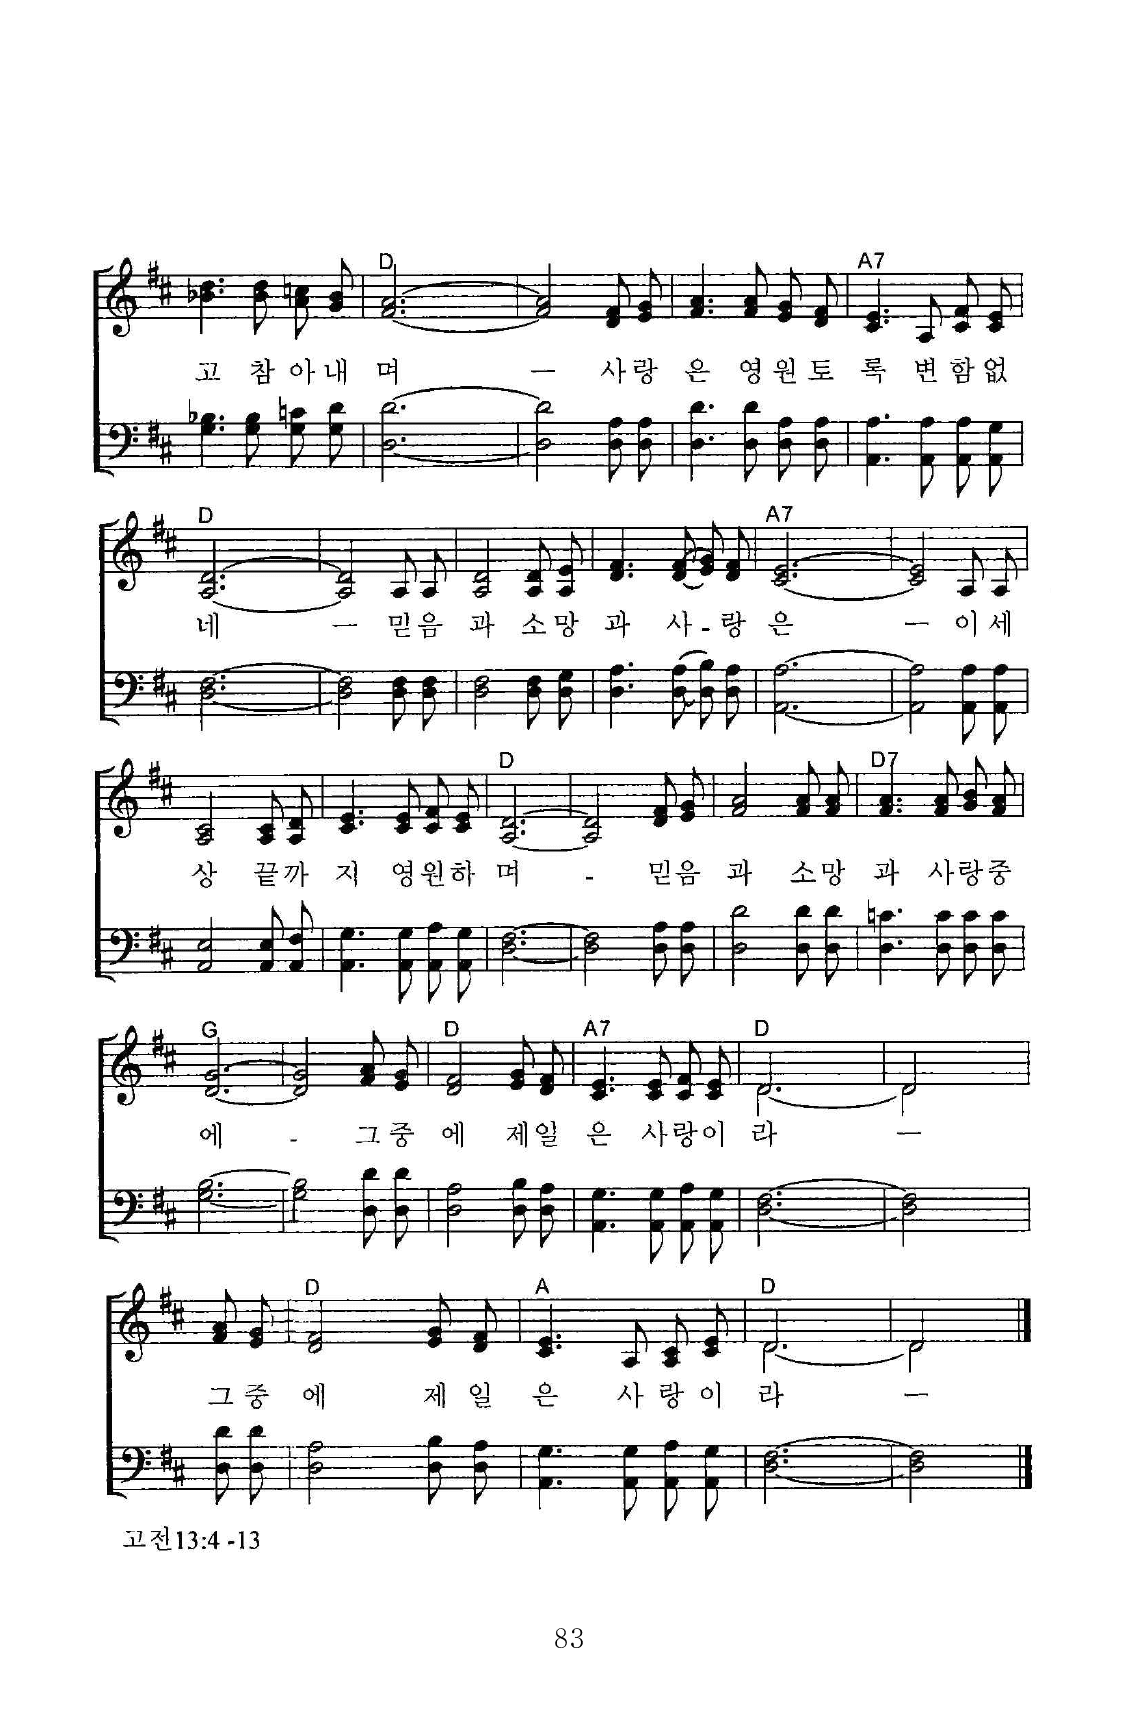 D A7
고 참 아 내 며 ㅡ 사 랑 은 영 원 토 록 변 함 없
D A7
네 ㅡ 믿 음 과 소 망 과 사 - 랑 은 ㅡ 이 세
D D7
상 끝 까 지 영 원 하 며 - 믿 음 과 소 망 과 사 랑 중
G D A7 D
에 - 그 중 에 제 일 은 사 랑 이 라 ㅡ
D A D
그 중 에 제 일 은 사 랑 이 라 ㅡ
고전13:4 -13
83